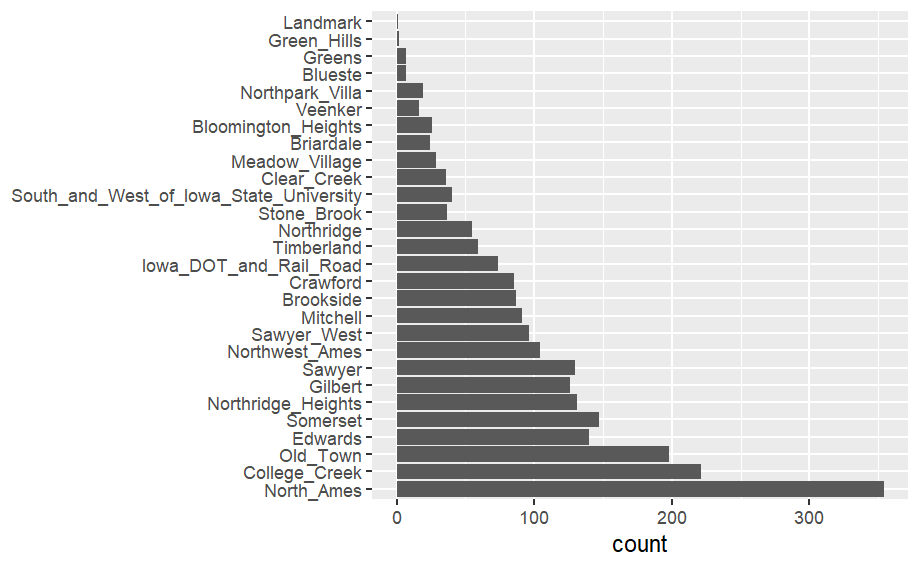 Landmark
Green_Hills
Greens
Blueste
Northpark_Villa
Veenker
Bloomington_Heights
Briardale
Meadow_Village
Clear_Creek
South_and_West_of_Iowa_State_University
Stone_Brook
Northridge
Timberland
Iowa_DOT_and_Rail_Road
Crawford
Brookside
Mitchell
Sawyer_West
Northwest_Ames
Sawyer
Gilbert
Northridge_Heights
Somerset
Edwards
Old_Town
College_Creek
North_Ames
0 100 200 300
count